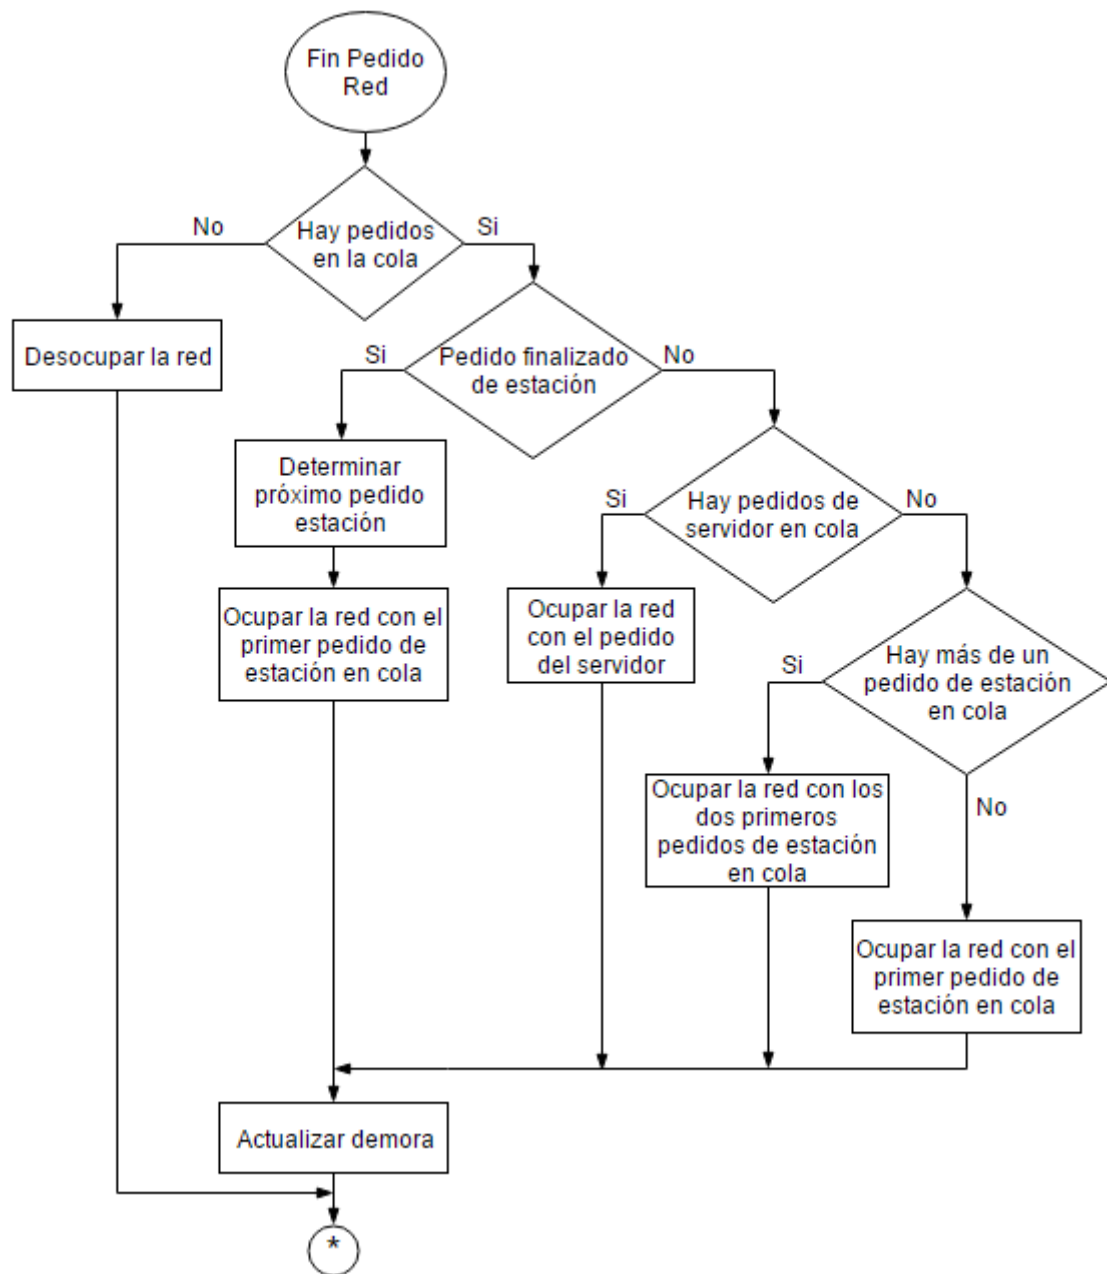 Fin Pedido
Red
Hay pedidos
en la cola
No
Si
Desocupar la red
Pedido finalizado
de estación
Si
No
Determinar
próximo pedido
estación
Hay pedidos de
servidor en cola
Si
No
Ocupar la red con el
primer pedido de
estación en cola
Ocupar la red
con el pedido
del servidor
Hay más de un
pedido de estación
en cola
Si
No
Ocupar la red con los
dos primeros
pedidos de estación
en cola
Ocupar la red con el
primer pedido de
estación en cola
Actualizar demora
*